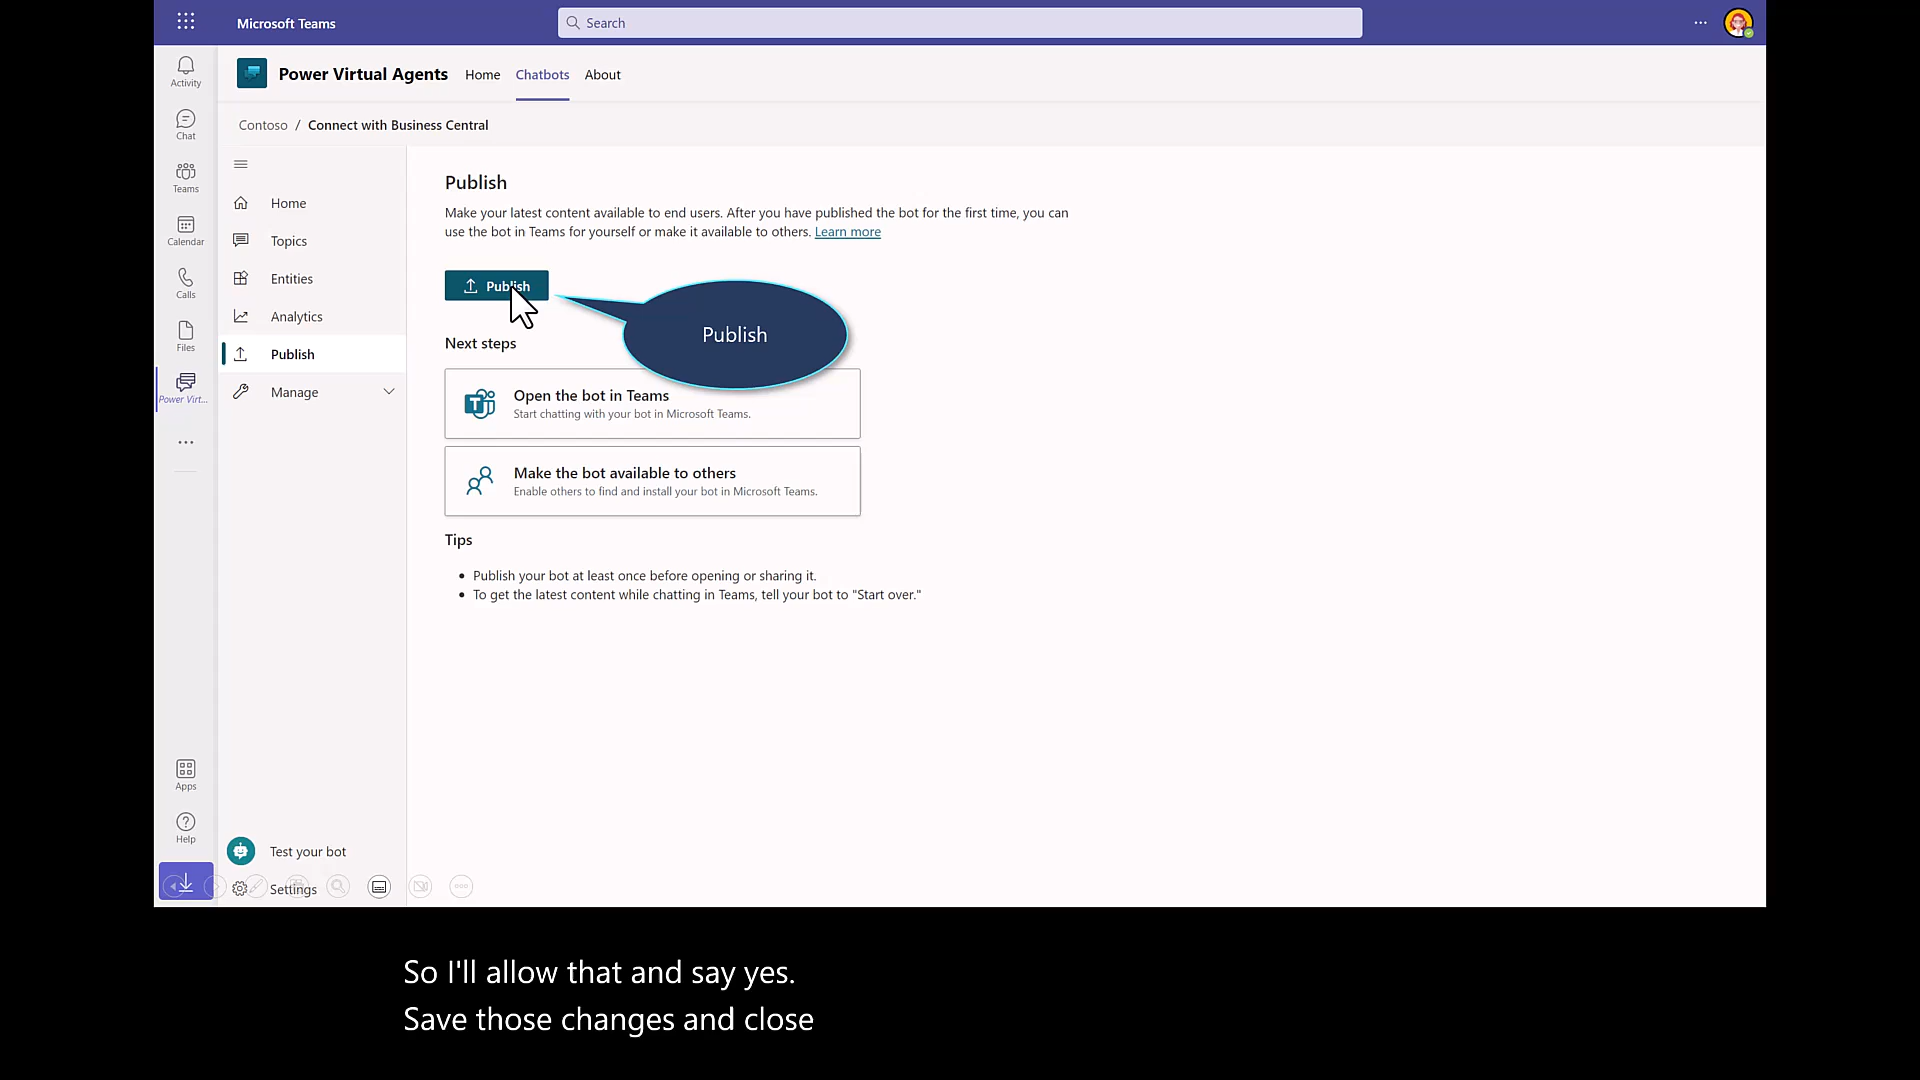 Microsoft Teams
Search
Activity
Chat
Teams
Calendar
Calls
Files
Power Virt...
Apps
Help
Power Virtual Agents
Home
Chatbots
About
Contoso / Connect with Business Central
Home
Topics
Entities
Analytics
Publish
Manage
Test your bot
Settings
Publish
Make your latest content available to end users. After you have published the bot for the first time, you can
use the bot in Teams for yourself or make it available to others. Learn more
Publish
Publish
Next steps
Open the bot in Teams
Start chatting with your bot in Microsoft Teams.
Make the bot available to others
Enable others to find and install your bot in Microsoft Teams.
Tips
• Publish your bot at least once before opening or sharing it.
• To get the latest content while chatting in Teams, tell your bot to "Start over."
So I'll allow that and say yes.
Save those changes and close